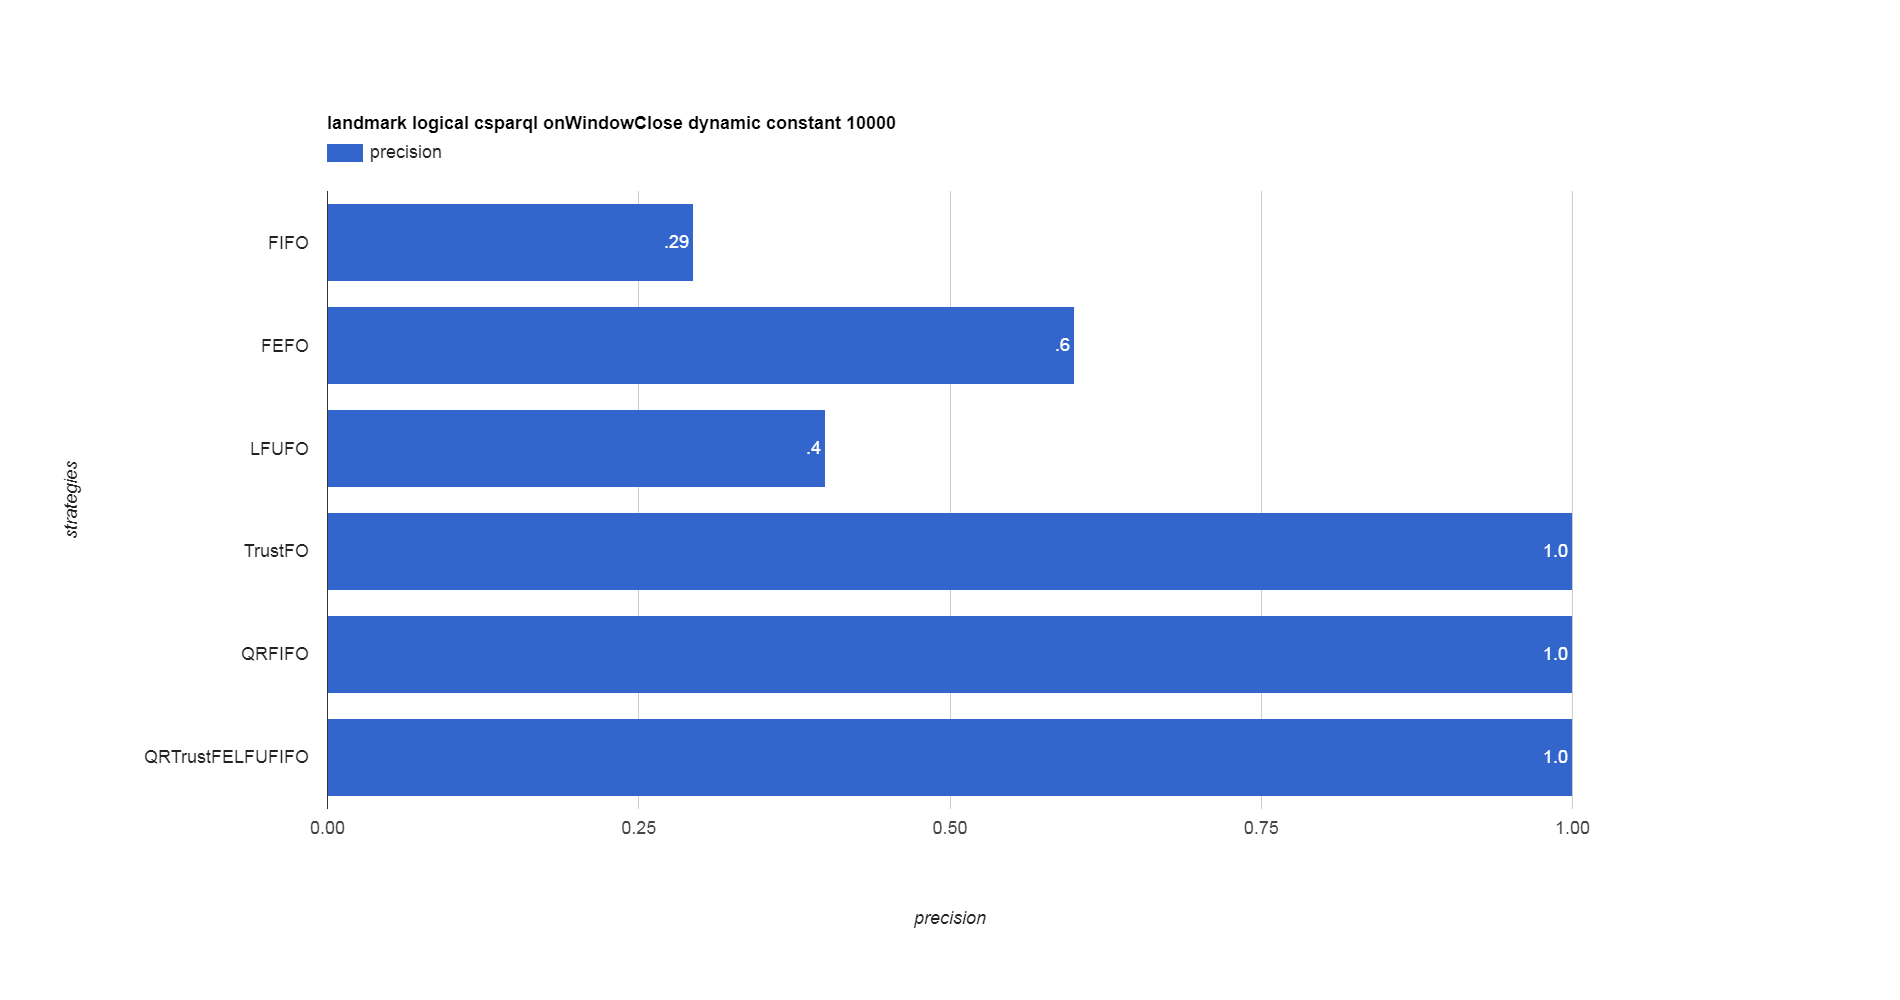 landmark logical csparql onWindowClose dynamic constant 10000
precision
FIFO .29
FEFO .6
LFUFO .4
TrustFO 1.0
QRFIFO 1.0
QRTrustFELFUFIFO 1.0
strategies
0.00 0.25 0.50 0.75 1.00
precision